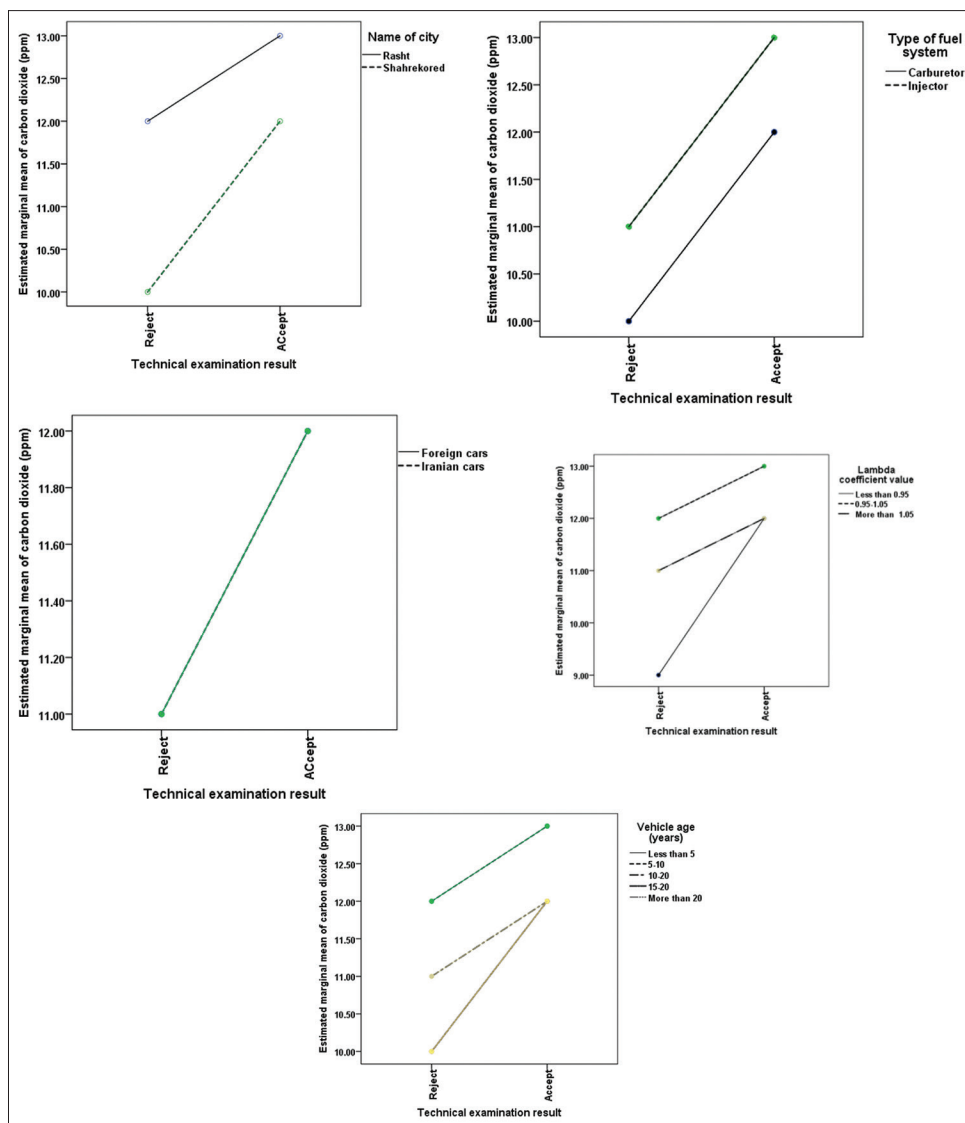 Estimated marginal mean of carbon dioxide (ppm)
13.00
12.50
12.00
11.50
11.00
10.50
10.00
Reject
ACcept
Technical examination result
Name of city
Rasht
Shahrekored
Estimated marginal mean of carbon dioxide (ppm)
13.00
12.50
12.00
11.50
11.00
10.50
10.00
Reject
Accept
Technical examination result
Type of fuel
system
Carburetor
Injector
Estimated marginal mean of carbon dioxide (ppm)
12.00
11.80
11.60
11.40
11.20
11.00
Reject
ACcept
Technical examination result
Foreign cars
Iranian cars
Estimated marginal mean of carbon dioxide (ppm)
13.00
12.00
11.00
10.00
9.00
Reject
Accept
Technical examination result
Lambda
coefficient value
Less than 0.95
0.95-1.05
More than 1.05
Estimated marginal mean of carbon dioxide (ppm)
13.00
12.50
12.00
11.50
11.00
10.50
10.00
Reject
Accept
Technical examination result
Vehicle age
(years)
Less than 5
5-10
10-20
15-20
More than 20